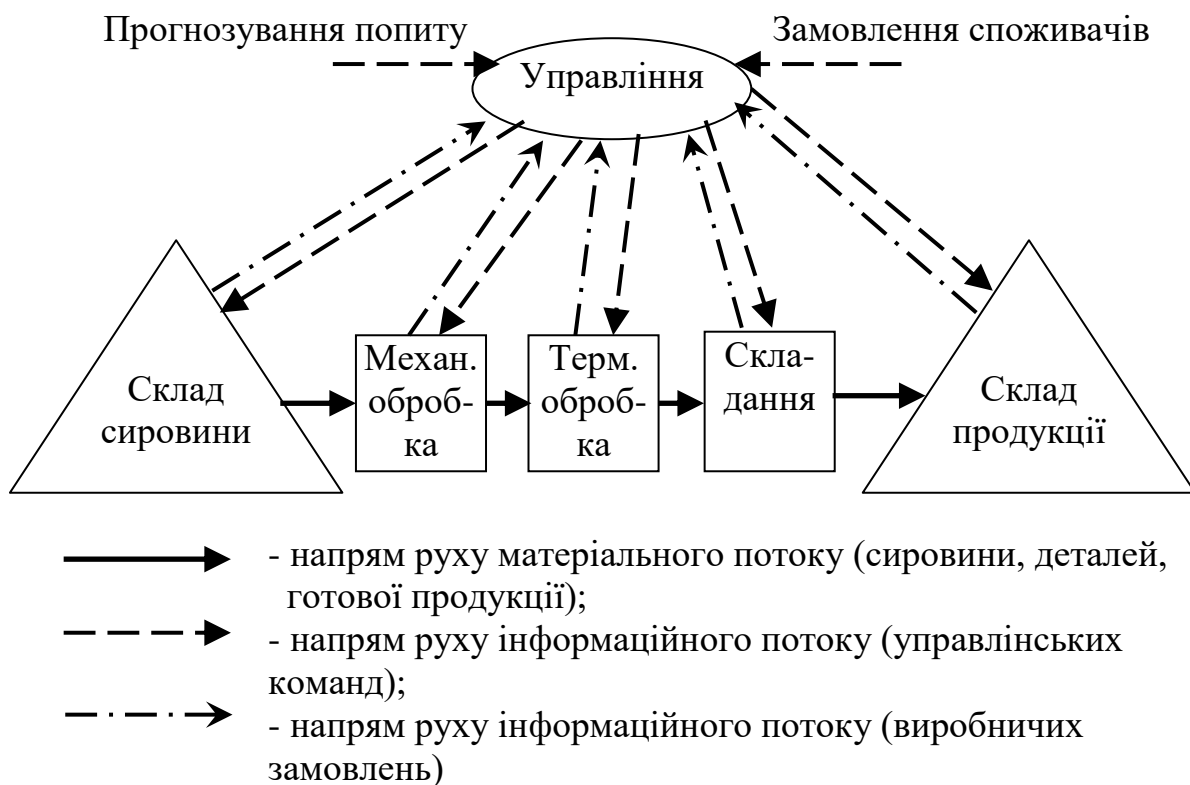 Прогнозування попиту
Замовлення споживачів
Управління
Склад
сировини
Механ.
оброб-
ка
Терм.
оброб-
ка
Скла-
дання
Склад
продукції
- напрям руху матеріального потоку (сировини, деталей,
готової продукції);
- напрям руху інформаційного потоку (управлінських
команд);
- напрям руху інформаційного потоку (виробничих
замовлень)